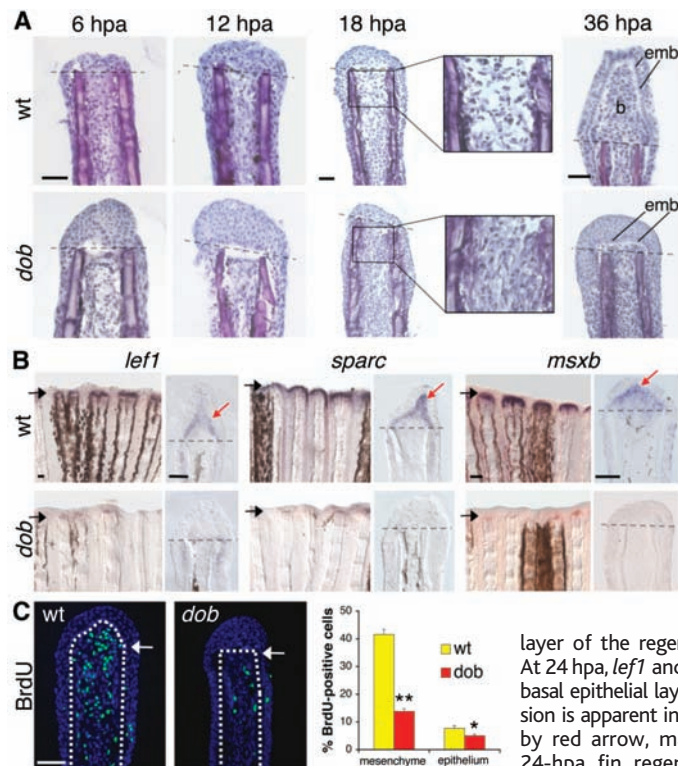 A
6 hpa 12 hpa 18 hpa 36 hpa
wt
emb
b
dob
emb
B
lef1 sparc msxb
wt
dob
C
BrdU
wt dob
% BrdU-positive cells
50
40
30
20
10
0
wt
dob
**
*
mesenchyme epithelium
layer of the regen
At 24 hpa, lef1 and
basal epithelial lay
sion is apparent in
by red arrow, m
24-hpa fin regen